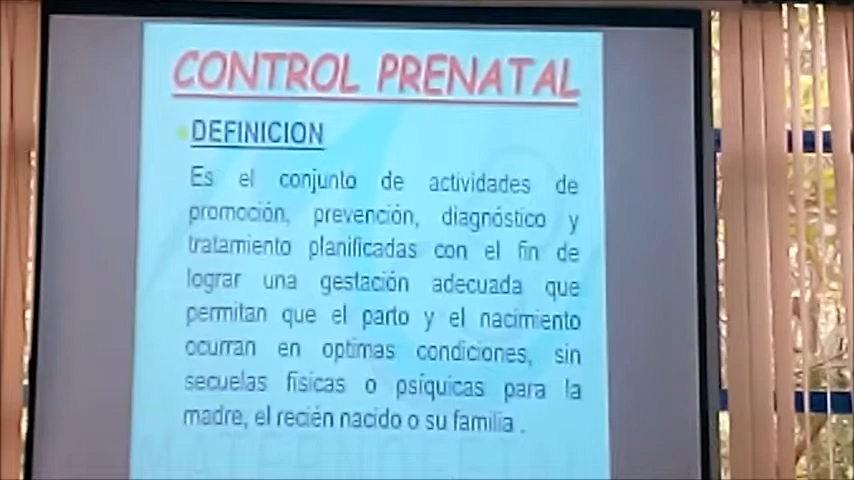 CONTROL PRENATAL
DEFINICION
Es el conjunto de actividades de
promoción, prevención, diagnóstico y
tratamiento planificadas con el fin de
lograr una gestación adecuada que
permitan que el parto y el nacimiento
ocurran en optimas condiciones, sin
secuelas físicas o psíquicas para la
madre, el recién nacido o su familia .